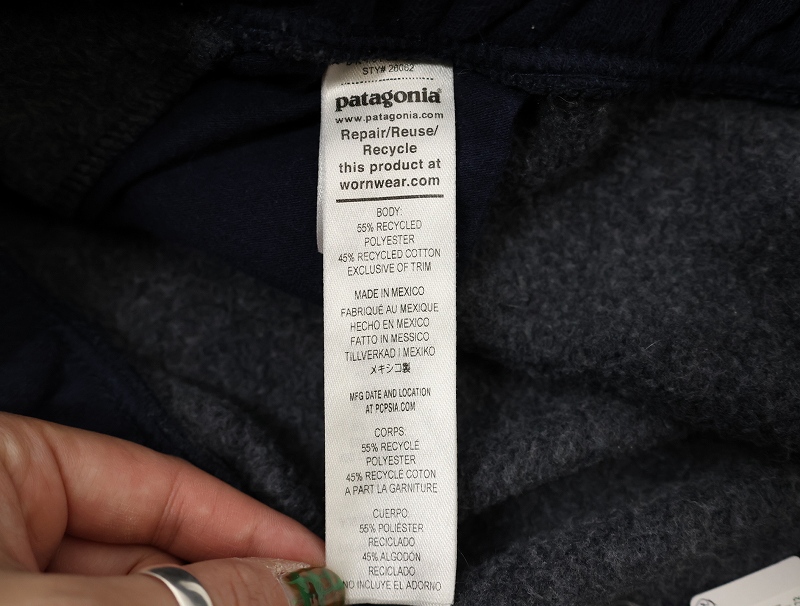 STY# 26062
patagonia®
www.patagonia.com
Repair/Reuse/
Recycle
this product at
wornwear.com
BODY:
55% RECYCLED
POLYESTER
45% RECYCLED COTTON
EXCLUSIVE OF TRIM
MADE IN MEXICO
FABRIQUÉ AU MEXIQUE
HECHO EN MÉXICO
FATTO IN MESSICO
TILLVERKAD I MEXIKO
メキシコ製
MFG DATE AND LOCATION
AT PCPSIA.COM
CORPS:
55% RECYCLÉ
POLYESTER
45% RECYCLÉ COTON
A PART LA GARNITURE
CUERPO:
55% POLIÉSTER
RECICLADO
45% ALGODÓN
RECICLADO
NO INCLUYE EL ADORNO